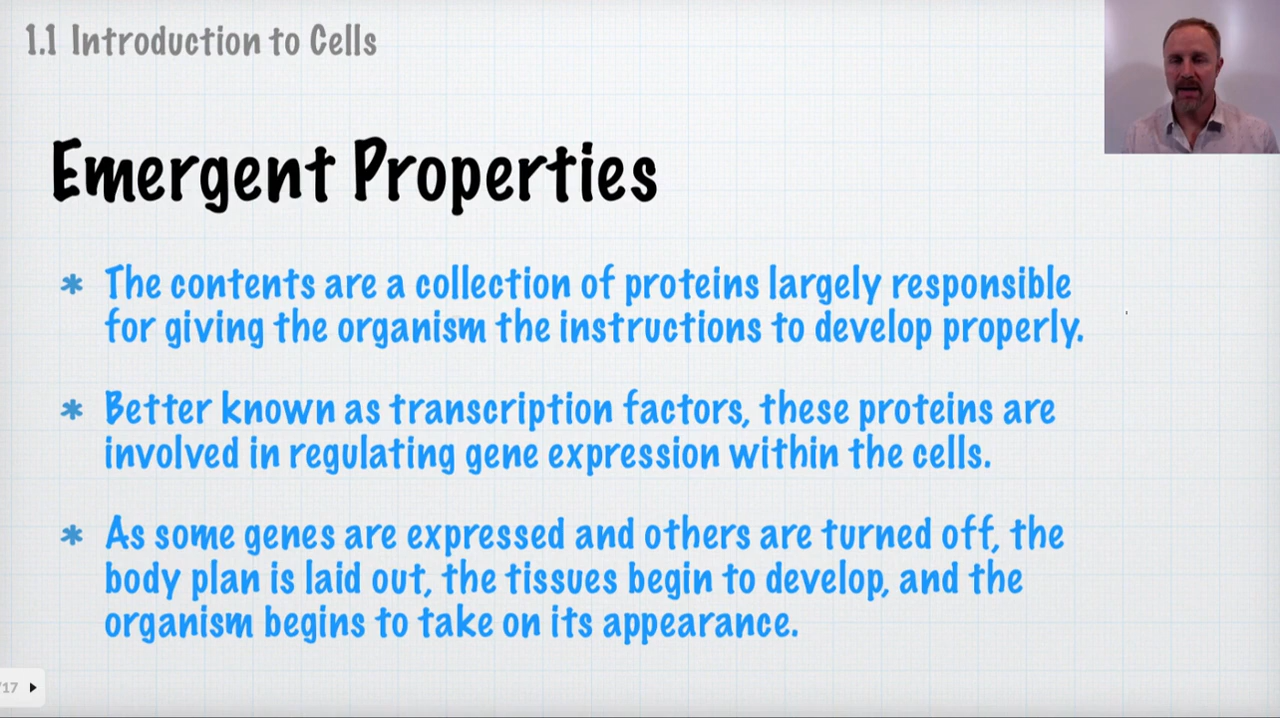 1.1 Introduction to Cells
Emergent Properties
* The contents are a collection of proteins largely responsible
for giving the organism the instructions to develop properly.
* Better known as transcription factors, these proteins are
involved in regulating gene expression within the cells.
* As some genes are expressed and others are turned off, the
body plan is laid out, the tissues begin to develop, and the
organism begins to take on its appearance.
/17